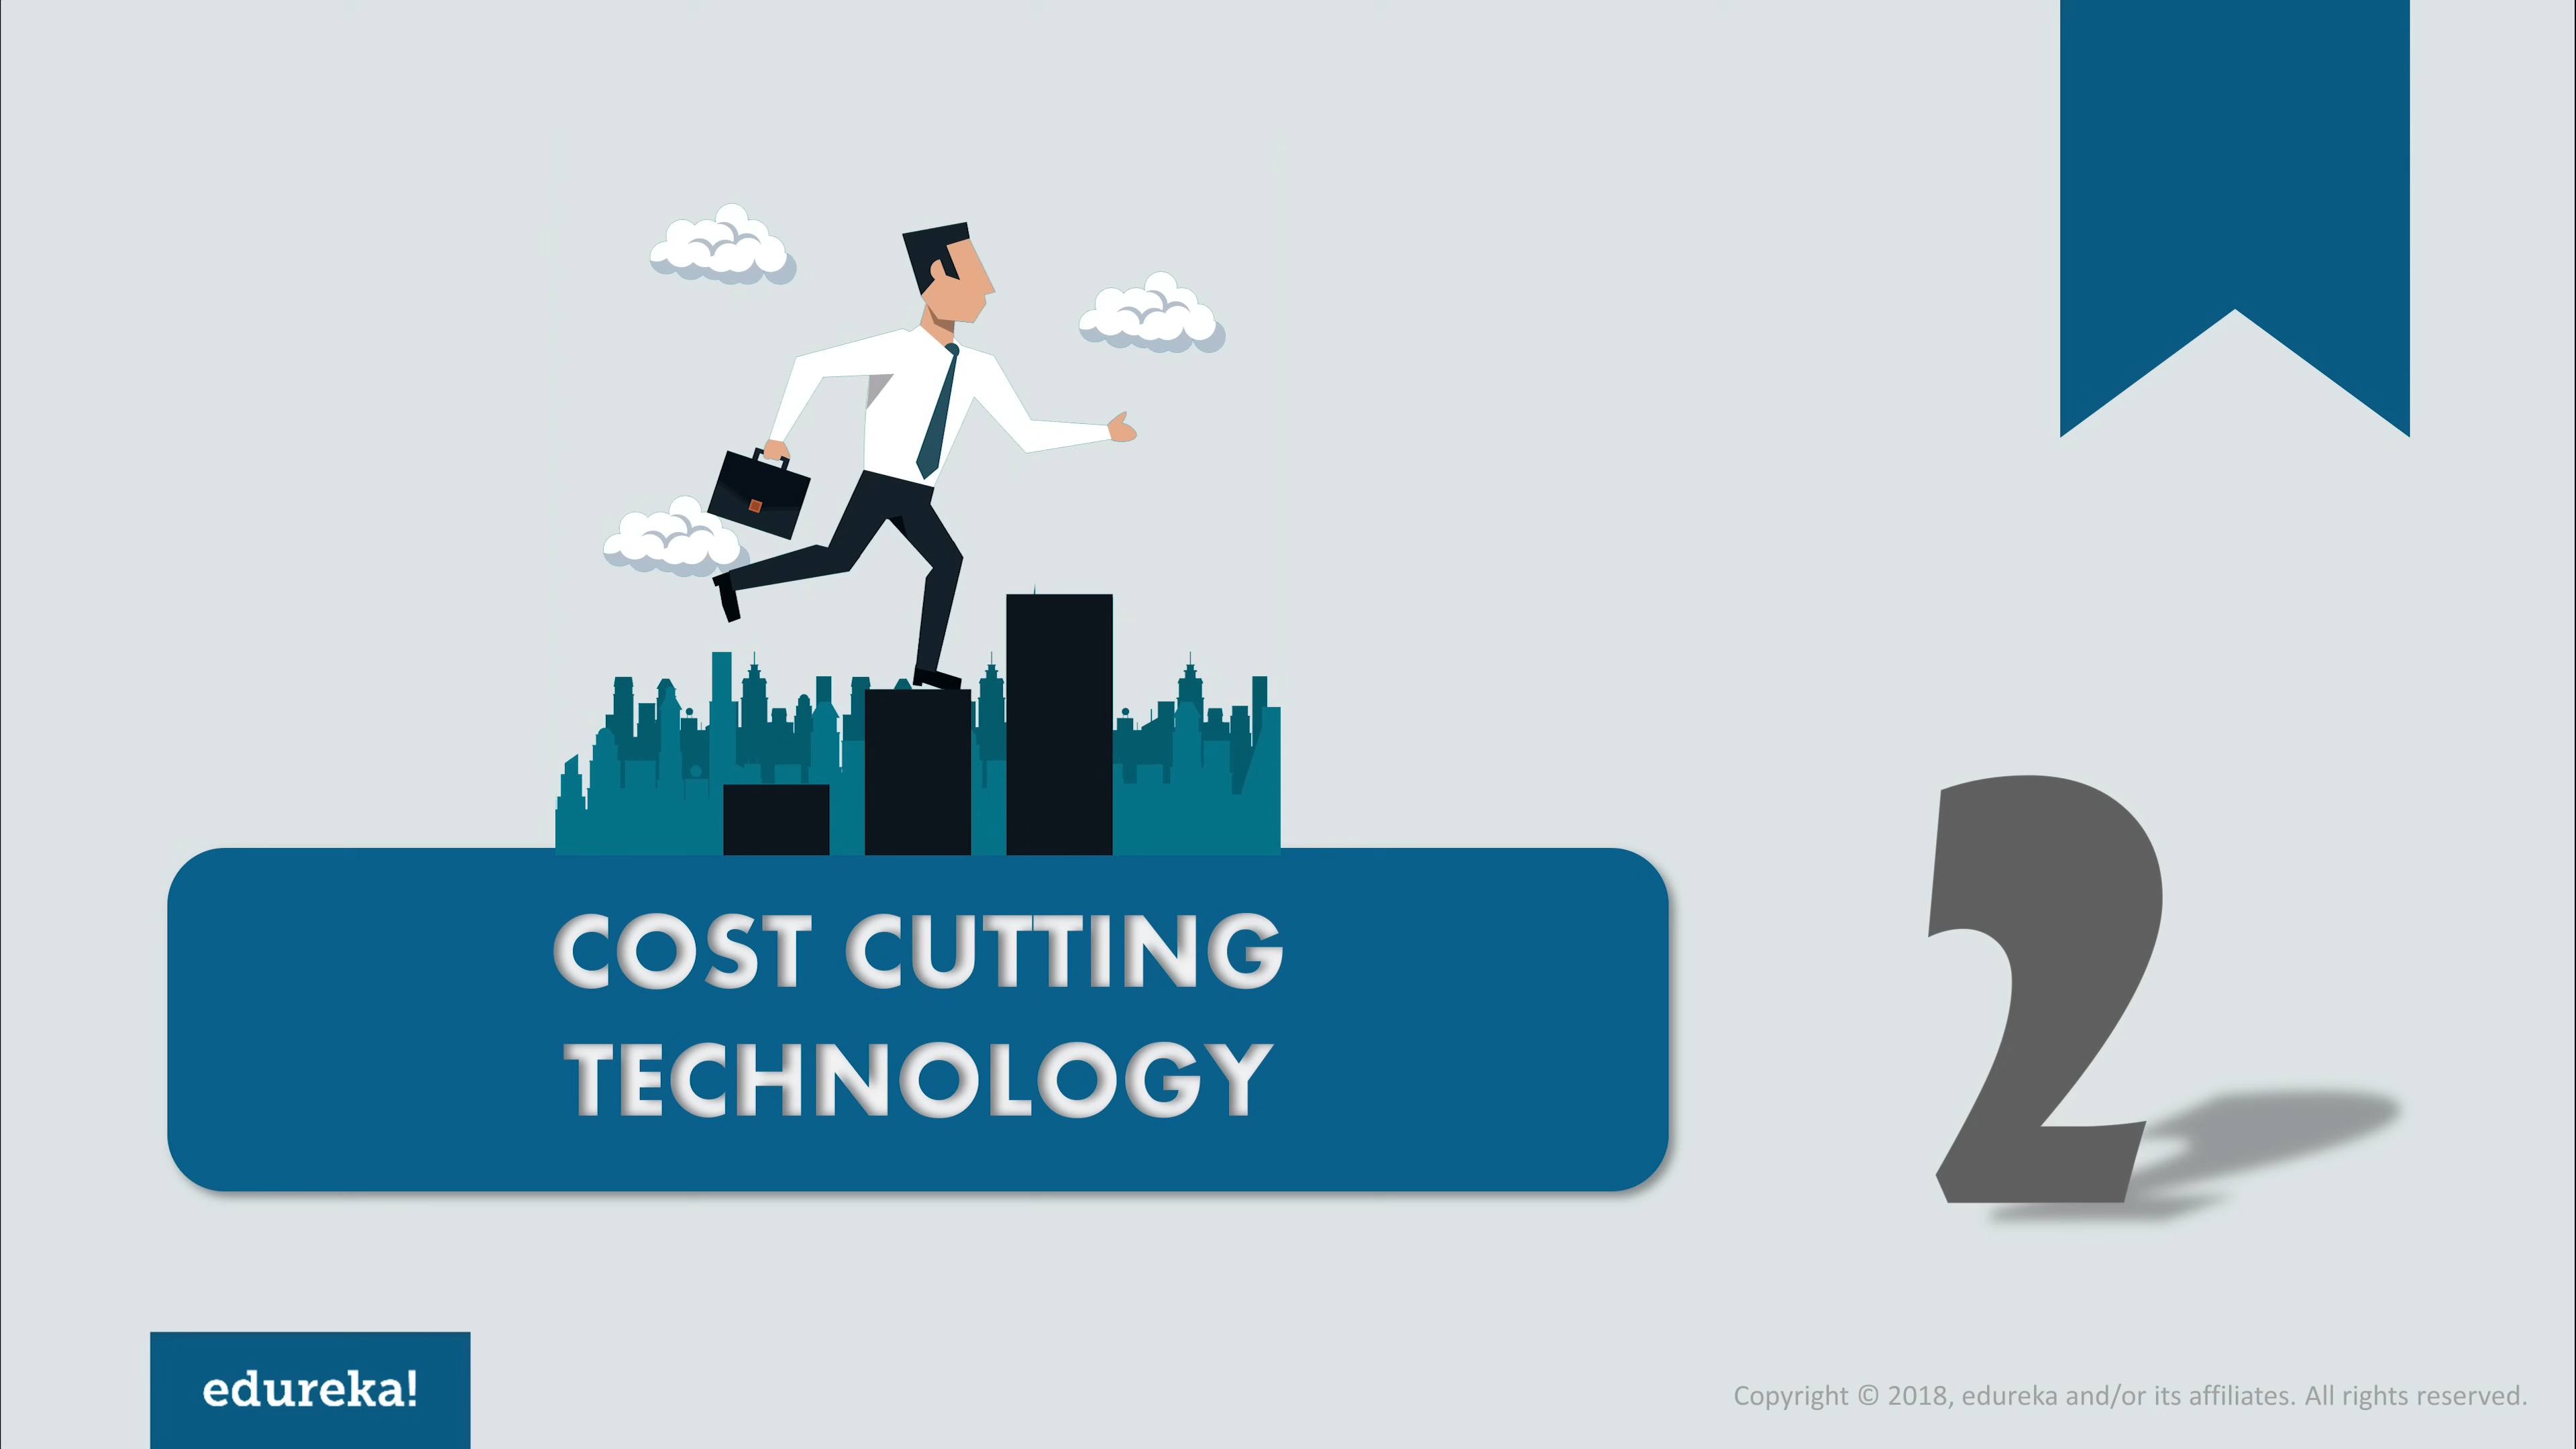 COST CUTTING
TECHNOLOGY
2
edureka!
Copyright © 2018, edureka and/or its affiliates. All rights reserved.